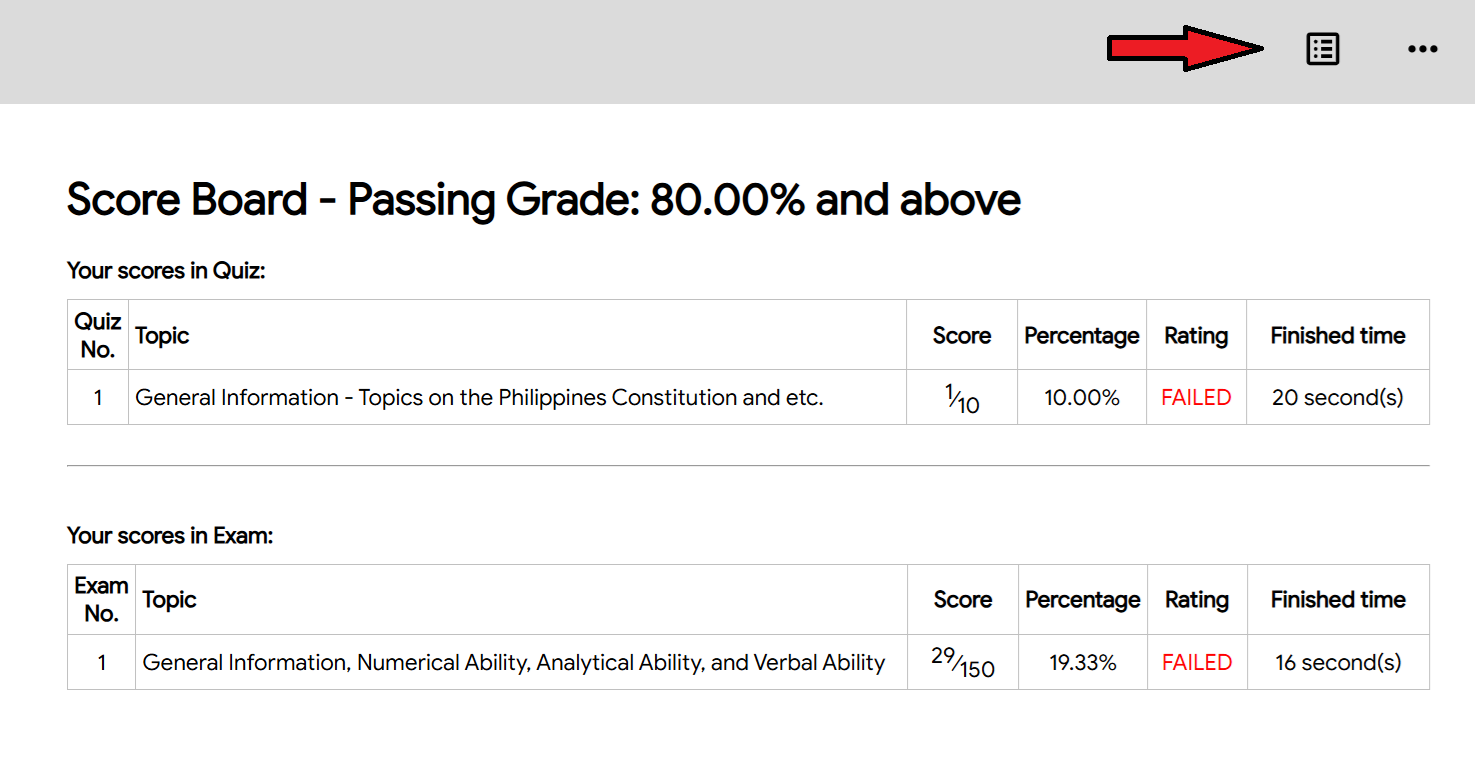 Score Board - Passing Grade: 80.00% and above
Your scores in Quiz:
Quiz No. Topic Score Percentage Rating Finished time
1 General Information - Topics on the Philippines Constitution and etc. 1/10 10.00% FAILED 20 second(s)
Your scores in Exam:
Exam No. Topic Score Percentage Rating Finished time
1 General Information, Numerical Ability, Analytical Ability, and Verbal Ability 29/150 19.33% FAILED 16 second(s)